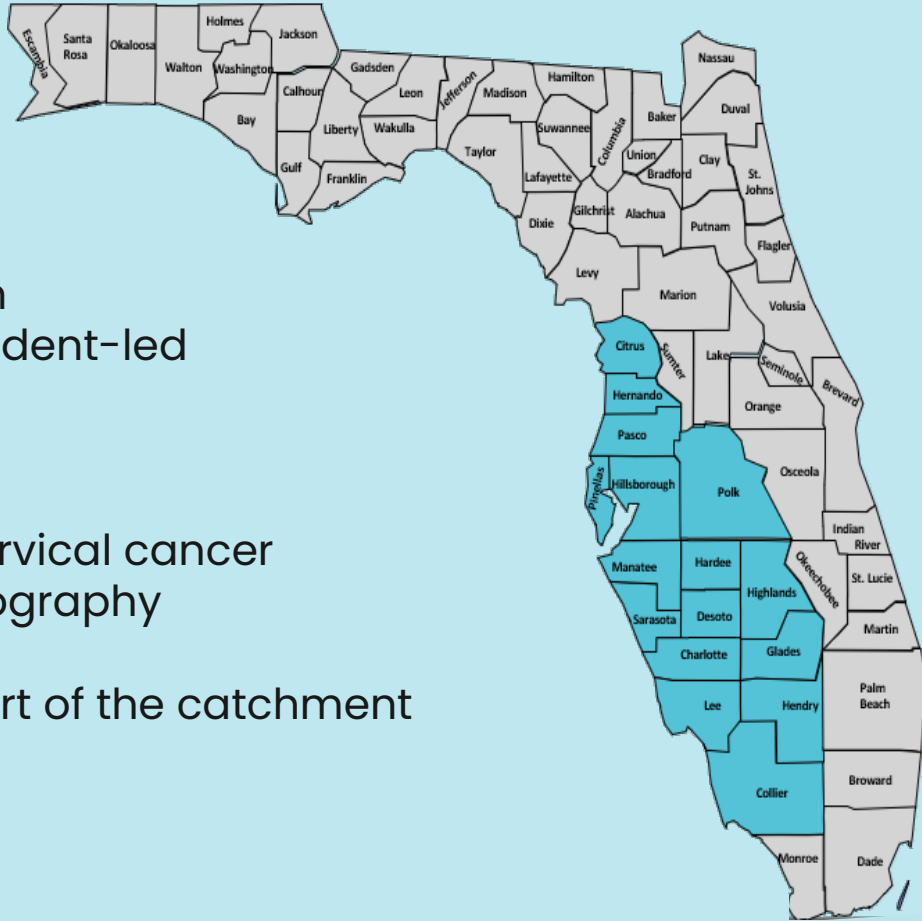 Holmes
Jackson
Santa
Rosa
Okaloosa
Escambia
Walton
Washington
Nassau
Gadsden
Leon
Jefferson
Madison
Hamilton
Calhoun
Baker
Duval
Bay
Liberty
Wakulla
Suwannee
Columbia
Union
Clay
Taylor
Bradford
St.
Johns
Gulf
Franklin
Lafayette
Gilchrist
Alachua
Dixie
Putnam
Flagler
Levy
Marion
Volusia
n
dent-led
Citrus
Sumter
Lake
Seminole
Brevard
Hernando
Orange
Pasco
Osceola
Pinellas
Hillsborough
Polk
Indian
River
rvical cancer
ography
Manatee
Hardee
Okeechobee
St. Lucie
Highlands
Sarasota
Desoto
Martin
Charlotte
Glades
rt of the catchment
Lee
Hendry
Palm
Beach
Collier
Broward
Monroe
Dade